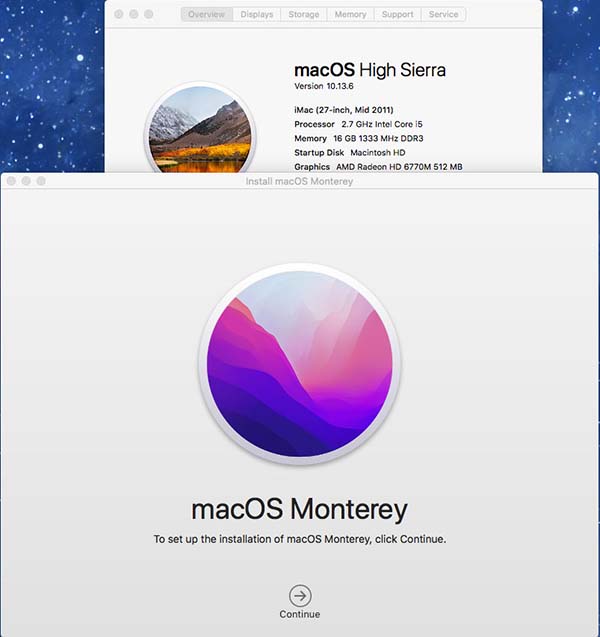 Overview Displays Storage Memory Support Service
macOS High Sierra
Version 10.13.6
iMac (27-inch, Mid 2011)
Processor 2.7 GHz Intel Core i5
Memory 16 GB 1333 MHz DDR3
Startup Disk Macintosh HD
Graphics AMD Radeon HD 6770M 512 MB
Install macOS Monterey
macOS Monterey
To set up the installation of macOS Monterey, click Continue.
Continue